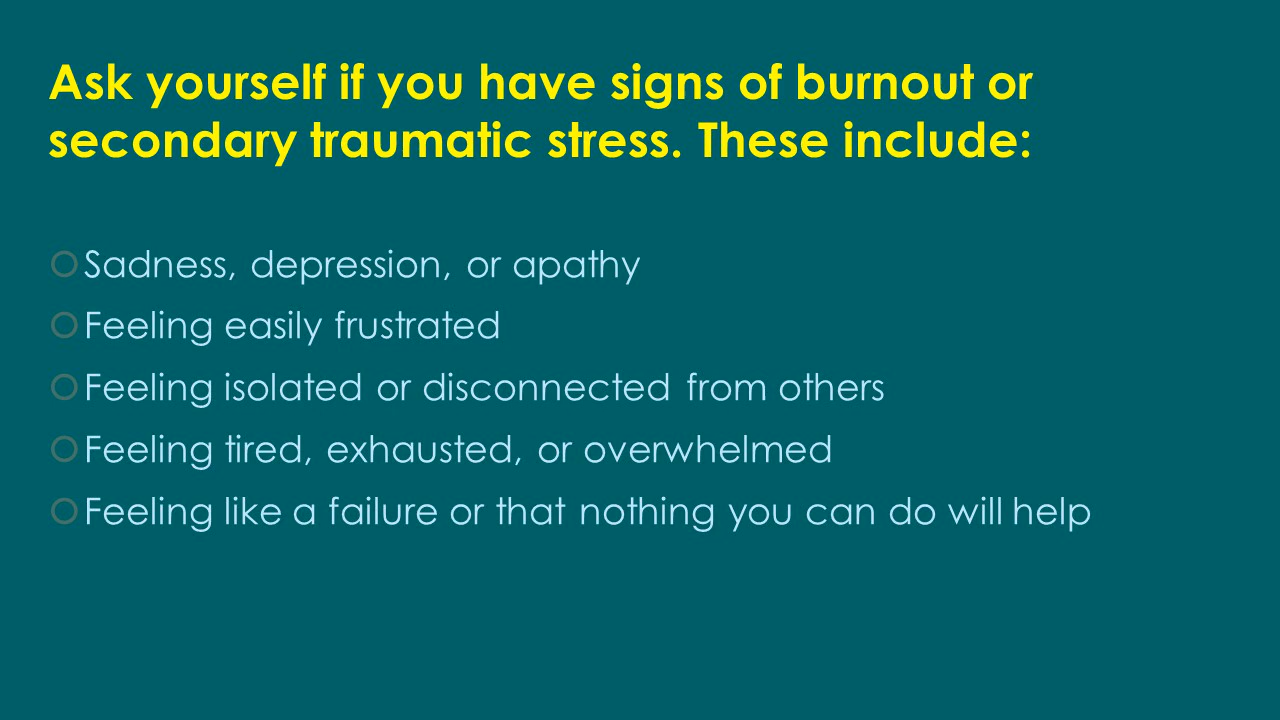 Ask yourself if you have signs of burnout or
secondary traumatic stress. These include:
Sadness, depression, or apathy
Feeling easily frustrated
Feeling isolated or disconnected from others
Feeling tired, exhausted, or overwhelmed
Feeling like a failure or that nothing you can do will help